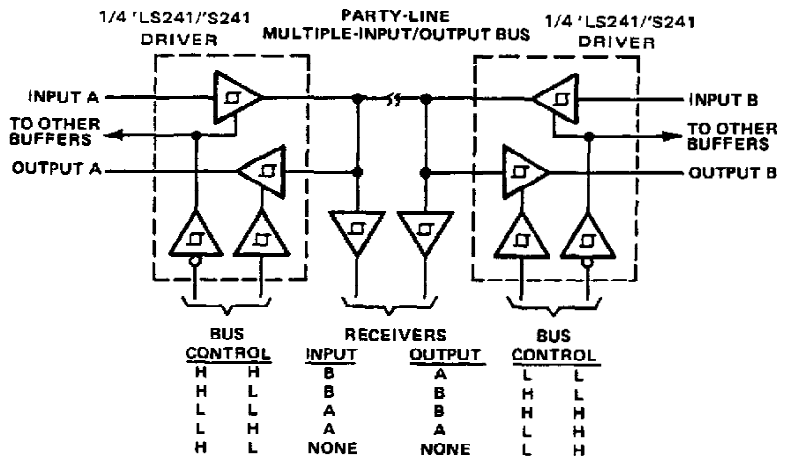 1/4 'LS241/'S241
DRIVER
PARTY-LINE
MULTIPLE-INPUT/OUTPUT BUS
1/4 'LS241/'S241
DRIVER
INPUT A
INPUT B
TO OTHER
BUFFERS
TO OTHER
BUFFERS
OUTPUT A
OUTPUT B
BUS
CONTROL
RECEIVERS
INPUT OUTPUT
BUS
CONTROL
H H B A L L
H L B B H L
L L A B H H
L H A A L H
H L NONE NONE L H